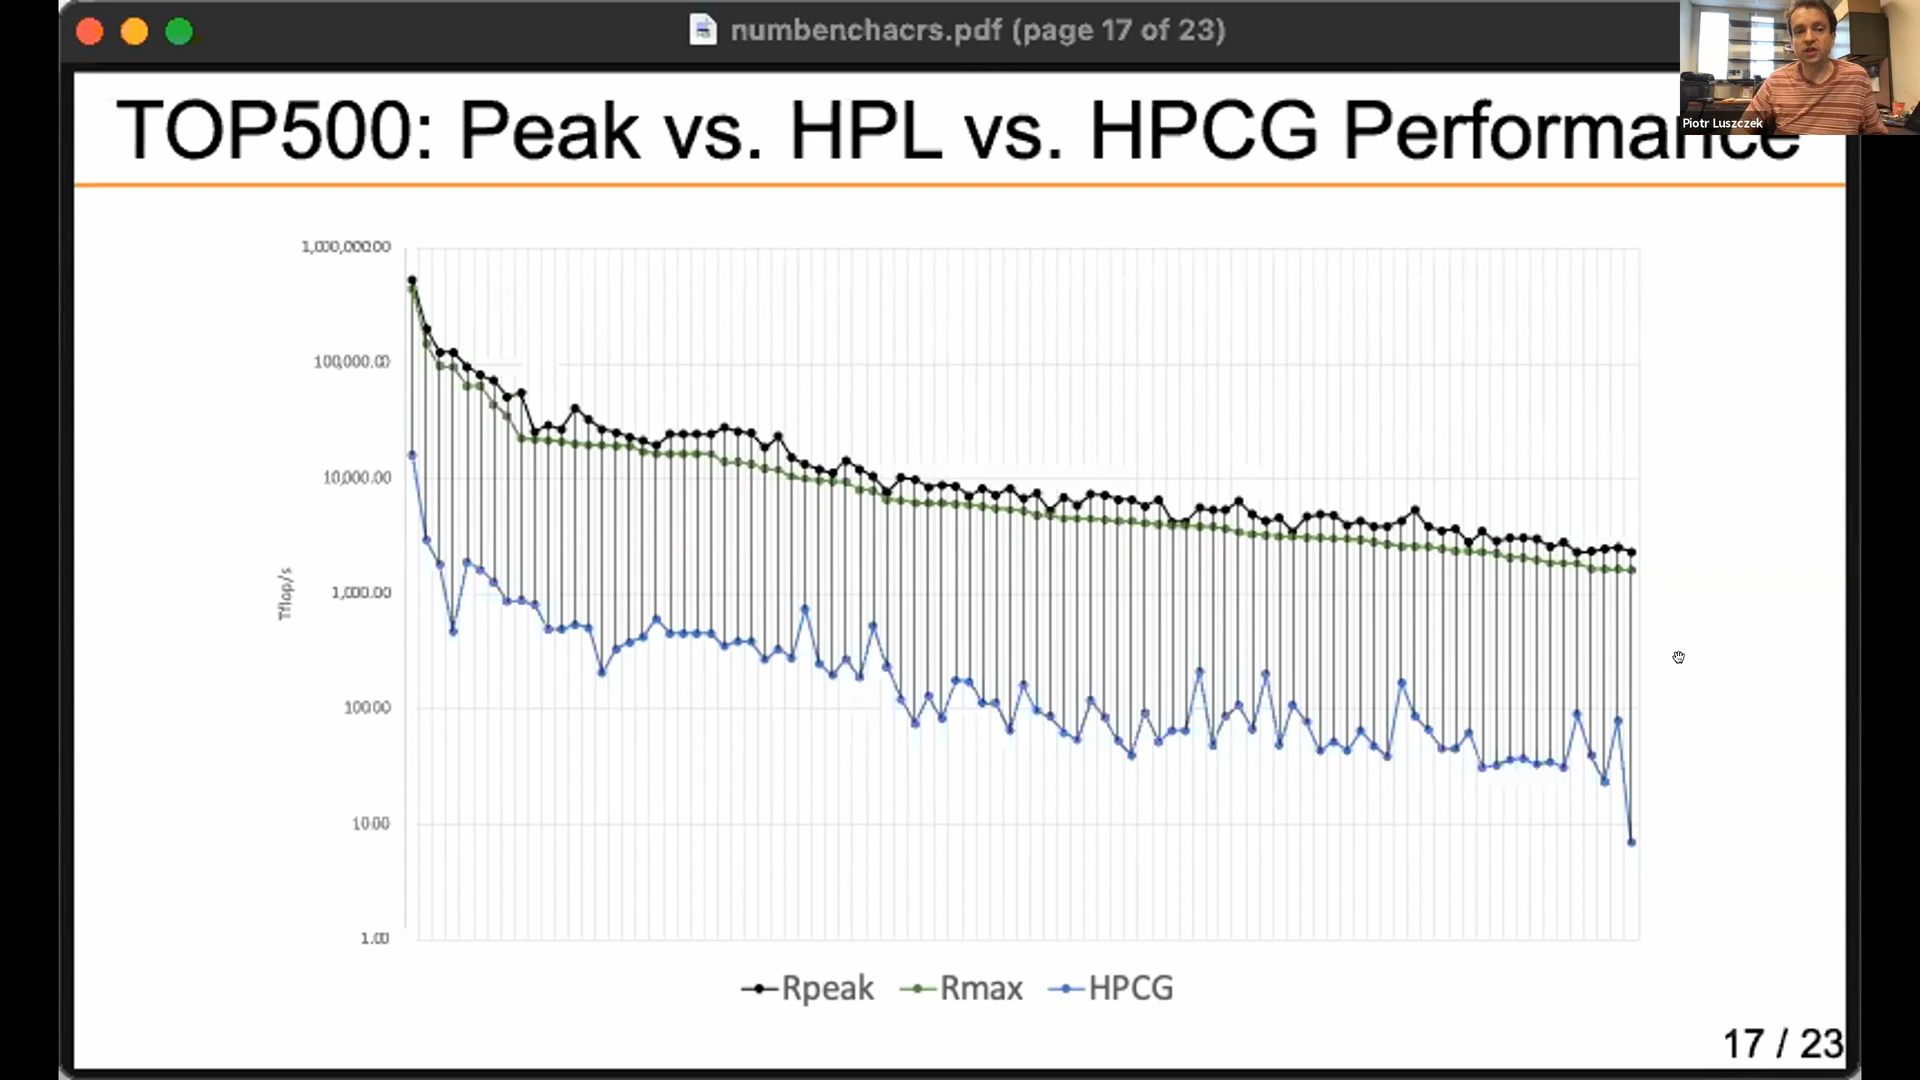 numbenchacrs.pdf (page 17 of 23)
Piotr Luszczek
TOP500: Peak vs. HPL vs. HPCG Performance
1,000,000.00
100,000.00
10,000.00
1,000.00
100.00
10.00
1.00
Tflop/s
Rpeak
Rmax
HPCG
17 / 23